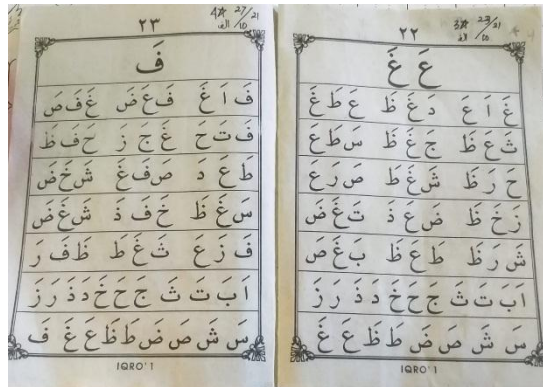 ٢٢
عَ غَ
غَ اَ عَ دَ غَ ظَ عَ طَ غَ
ثَ عَ ظَ جَ غَ ظَ سَ طَ عَ
حَ رَ ظَ شَ غَ ظَ صَ رَ عَ
زَ خَ ظَ ضَ عَ ذَ تَ غَ ضَ
شَ رَ ظَ طَ عَ ظَ بَ غَ صَ
اَ بَ تَ ثَ جَ حَ خَ دَ ذَ رَ زَ
سَ شَ صَ ضَ طَ ظَ عَ غَ
IQRO' 1
٢٣
فَ
فَ اَ غَ فَ عَ ضَ غَ فَ صَ
فَ تَ حَ غَ جَ زَ حَ فَ ظَ
طَ عَ دَ صَ فَ غَ شَ خَ ضَ
سَ غَ ظَ خَ فَ ذَ شَ غَ ضَ
فَ زَ عَ ثَ غَ طَ ظَ فَ رَ
اَ بَ تَ ثَ جَ حَ خَ دَ ذَ رَ زَ
سَ شَ صَ ضَ طَ ظَ عَ غَ فَ
IQRO' 1